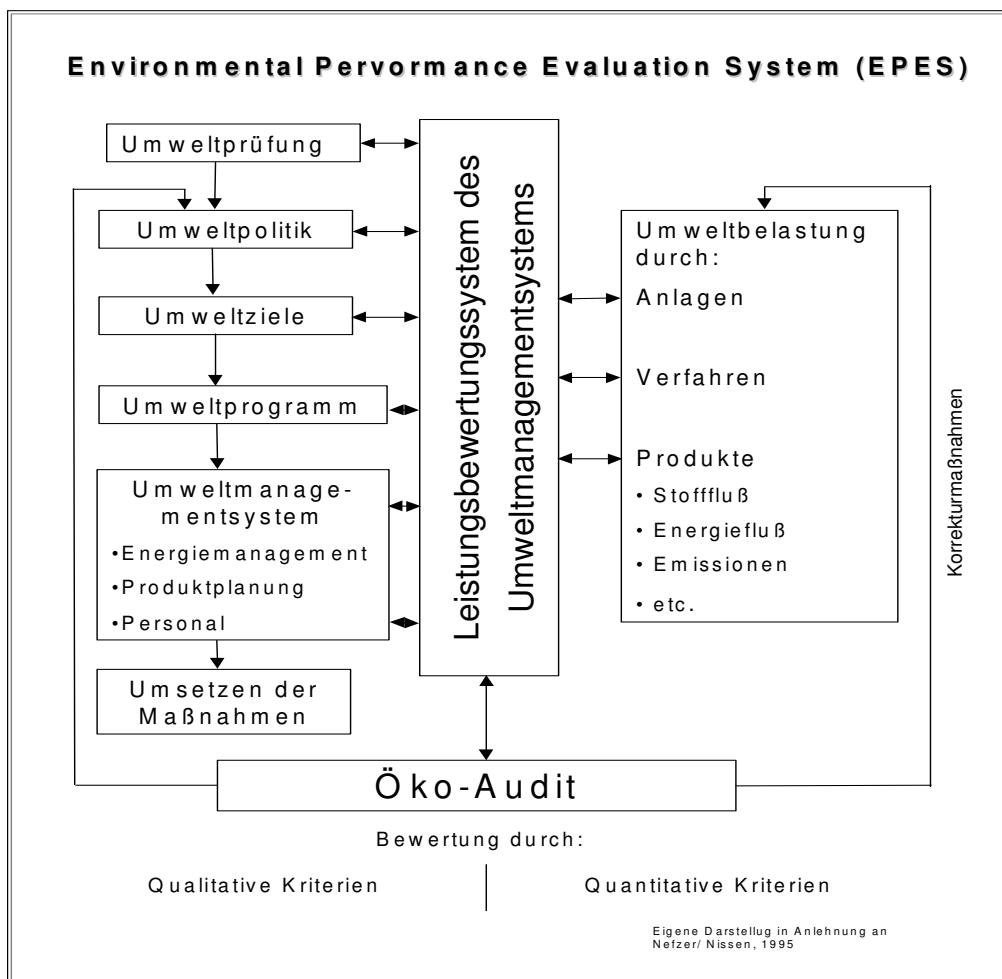 Environmental Pervormance Evaluation System (EPES)
Umweltprüfung
Umweltpolitik
Umweltziele
Umweltprogramm
Umweltmanage-
mentsystem
•Energiemanagement
•Produktplanung
•Personal
Umsetzen der
Maßnahmen
Leistungsbewertungssystem des
Umweltmanagementsystems
Umweltbelastung
durch:
Anlagen
Verfahren
Produkte
• Stofffluß
• Energiefluß
• Emissionen
• etc.
Korrekturmaßnahmen
Öko-Audit
Bewertung durch:
Qualitative Kriterien
Quantitative Kriterien
Eigene Darstellug in Anlehnung an
Nefzer/ Nissen, 1995